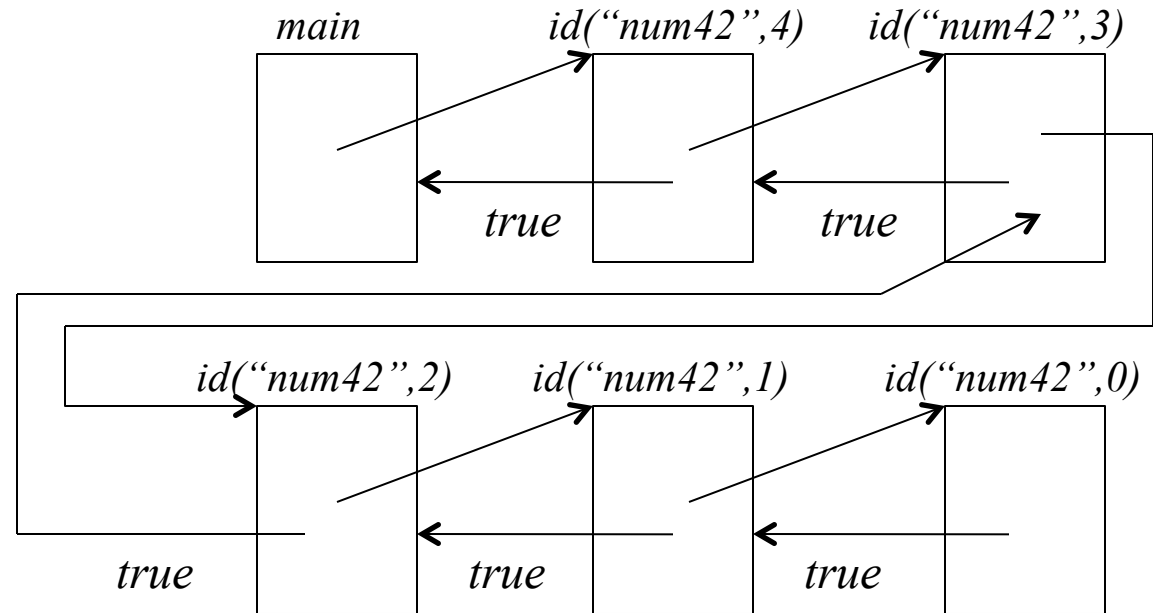 main id(“num42”,4) id(“num42”,3)
true true
id(“num42”,2) id(“num42”,1) id(“num42”,0)
true true true